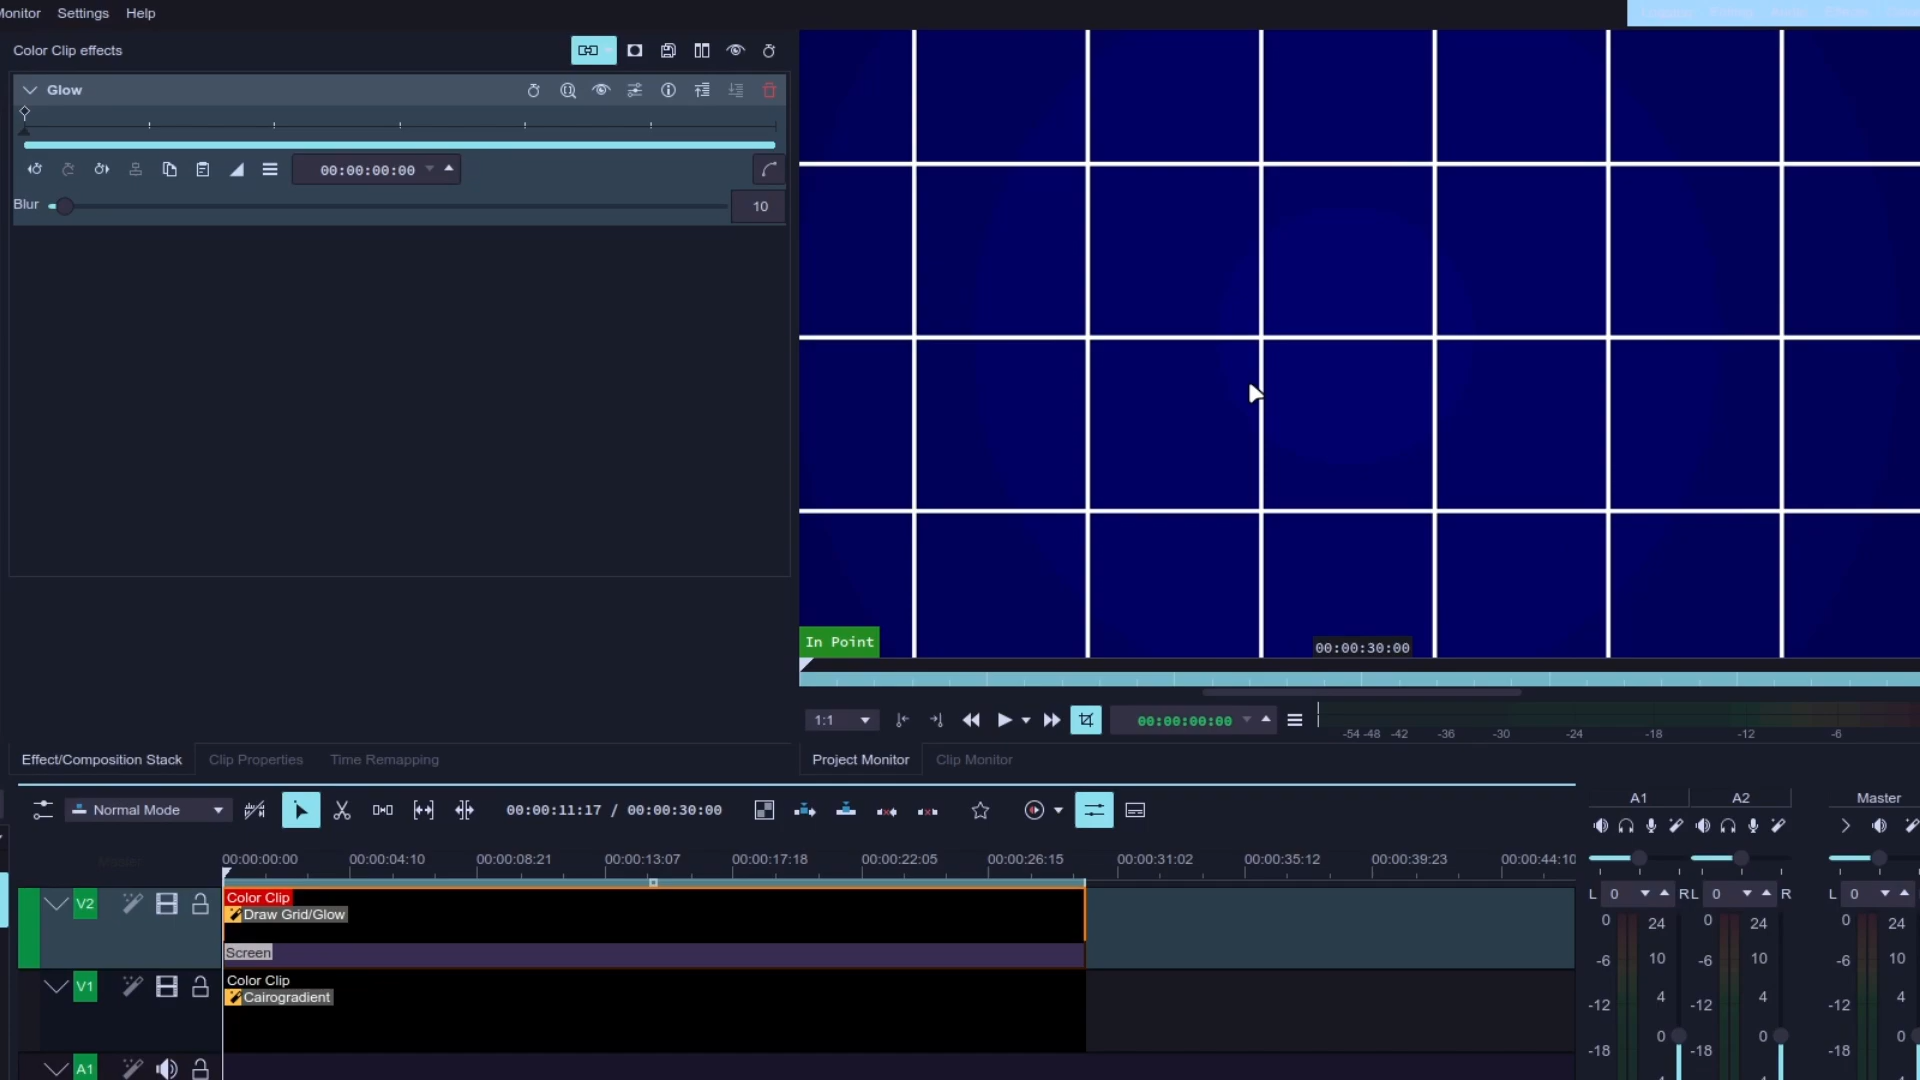 Monitor Settings Help
Color Clip effects
Glow
00:00:00:00
Blur 10
In Point
00:00:30:00
1:1
00:00:00:00
-54 -48 -42 -36 -30 -24 -18 -12 -6
Effect/Composition Stack Clip Properties Time Remapping
Project Monitor Clip Monitor
Normal Mode
00:00:11:17 / 00:00:30:00
A1 A2 Master
00:00:00:00 00:00:04:10 00:00:08:21 00:00:13:07 00:00:17:18 00:00:22:05 00:00:26:15 00:00:31:02 00:00:35:12 00:00:39:23 00:00:44:10
L 0 R L 0 R L 0
V2
Color Clip
Draw Grid/Glow
Screen
V1
Color Clip
Cairogradient
A1
0 24 0 24 0 24
-6 10 -6 10 -6 10
-12 4 -12 4 -12 4
0 0 0
-18 -18 -18